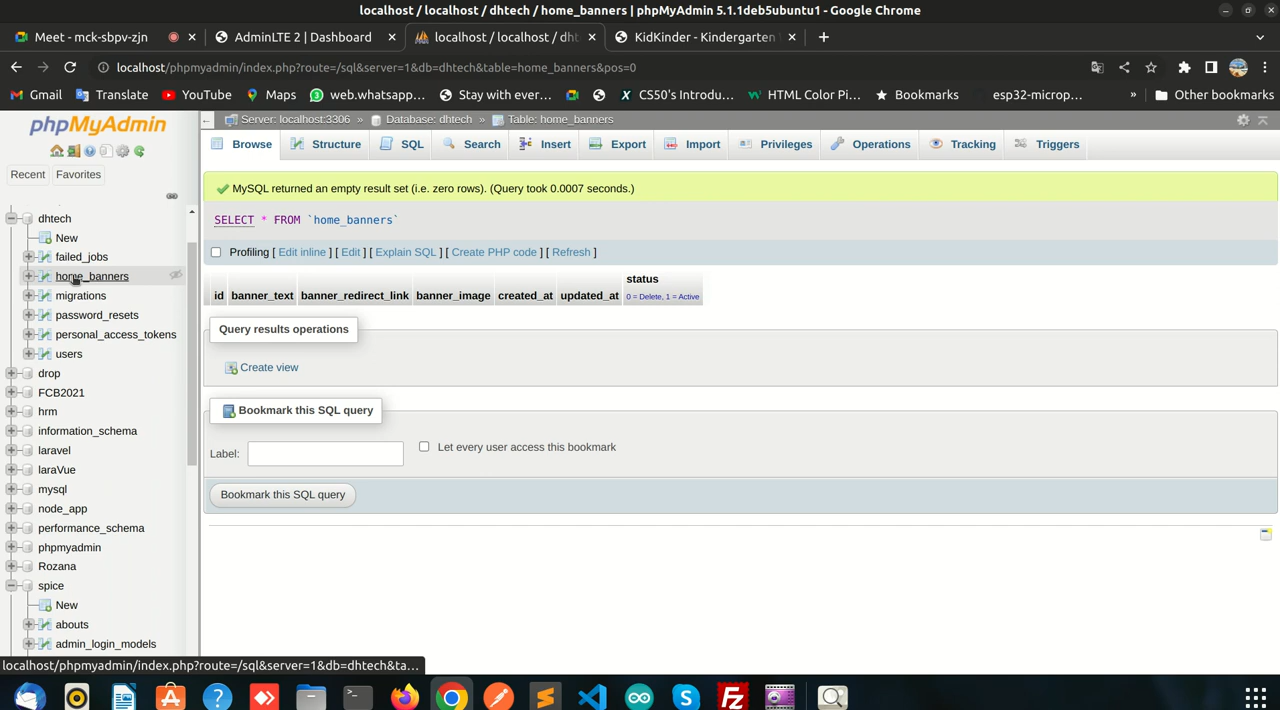 localhost / localhost / dhtech / home_banners | phpMyAdmin 5.1.1deb5ubuntu1 - Google Chrome
Meet - mck-sbpv-zjn
AdminLTE 2 | Dashboard
localhost / localhost / dht
KidKinder - Kindergarten
localhost/phpmyadmin/index.php?route=/sql&server=1&db=dhtech&table=home_banners&pos=0
Gmail
Translate
YouTube
Maps
web.whatsapp...
Stay with ever...
CS50's Introdu...
HTML Color Pi...
Bookmarks
esp32-microp...
»
Other bookmarks
phpMyAdmin
Recent
Favorites
dhtech
New
failed_jobs
home_banners
migrations
password_resets
personal_access_tokens
users
drop
FCB2021
hrm
information_schema
laravel
laraVue
mysql
node_app
performance_schema
phpmyadmin
Rozana
spice
New
abouts
admin_login_models
Server: localhost:3306 » Database: dhtech » Table: home_banners
Browse
Structure
SQL
Search
Insert
Export
Import
Privileges
Operations
Tracking
Triggers
MySQL returned an empty result set (i.e. zero rows). (Query took 0.0007 seconds.)
SELECT * FROM `home_banners`
Profiling [ Edit inline ] [ Edit ] [ Explain SQL ] [ Create PHP code ] [ Refresh ]
id banner_text banner_redirect_link banner_image created_at updated_at status
0 = Delete, 1 = Active
Query results operations
Create view
Bookmark this SQL query
Label:
Let every user access this bookmark
Bookmark this SQL query
localhost/phpmyadmin/index.php?route=/sql&server=1&db=dhtech&ta...